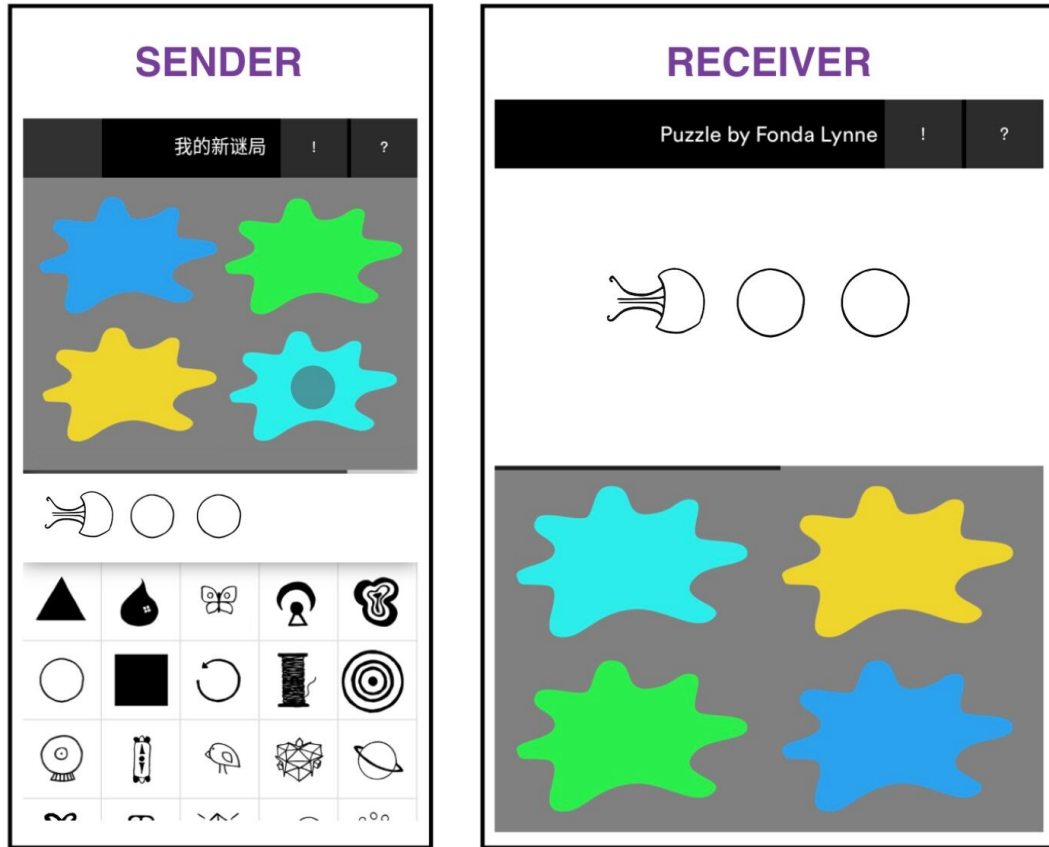 SENDER
我的新谜局 ! ?
RECEIVER
Puzzle by Fonda Lynne ! ?